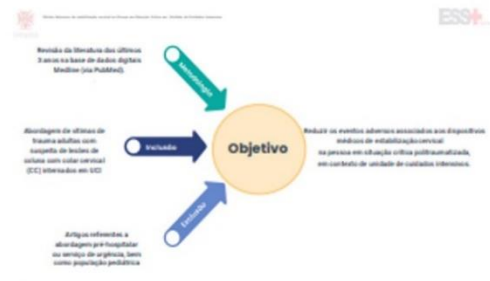 ESS
Revisão da literatura dos últimos
3 anos na base de dados digitais
Medline (via PubMed).
Metodologia
Abordagem de vítimas de
trauma adultas com
suspeita de lesões de
coluna com colar cervical
(CC) internados em UCI
Inclusão
Objetivo
Reduzir os eventos adversos associados aos dispositivos
médicos de estabilização cervical
na pessoa em situação crítica politraumatizada,
em contexto de unidade de cuidados intensivos.
Exclusão
Artigos referentes a
abordagem pré-hospitalar
ou serviço de urgência, bem
como população pediátrica